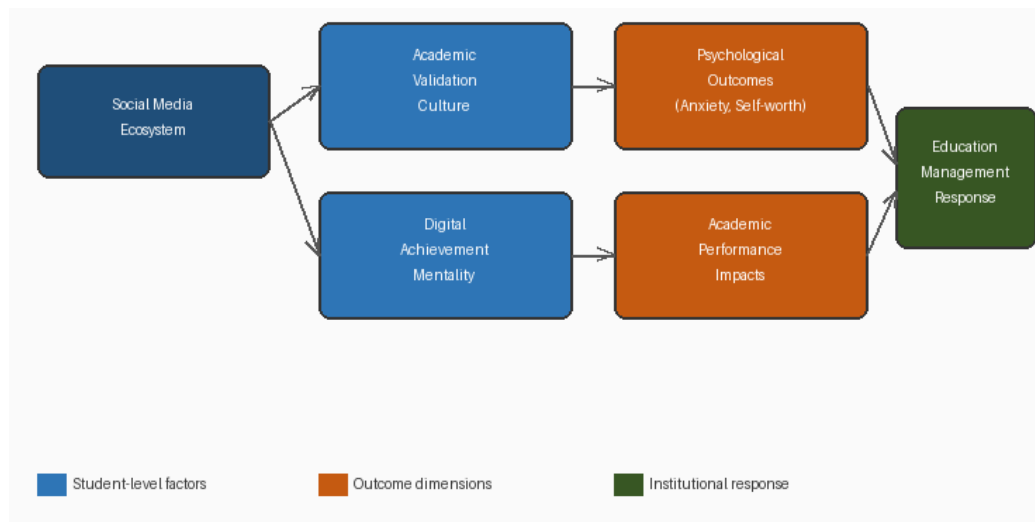 Social Media
Ecosystem
Academic
Validation
Culture
Psychological
Outcomes
(Anxiety, Self-worth)
Digital
Achievement
Mentality
Academic
Performance
Impacts
Education
Management
Response
Student-level factors
Outcome dimensions
Institutional response